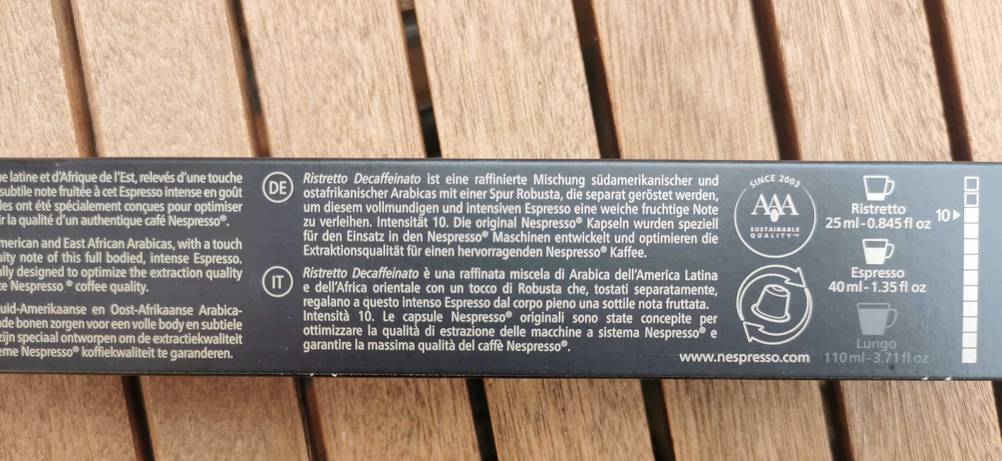 latine et d'Afrique de l'Est, relevés d'une touche
subtile note fruitée à cet Espresso intense en goût
ont été spécialement conçues pour optimiser
la qualité d'un authentique café Nespresso®.
and East African Arabicas, with a touch
note of this full bodied, intense Espresso.
designed to optimize the extraction quality
Nespresso ® coffee quality.
en Oost-Afrikaanse Arabica-
bonen zorgen voor een volle body en subtiele
zijn speciaal ontworpen om de extractiekwaliteit
Nespresso® koffiekwaliteit te garanderen.
DE
Ristretto Decaffeinato ist eine raffinierte Mischung südamerikanischer und
ostafrikanischer Arabicas mit einer Spur Robusta, die separat geröstet werden,
um diesem vollmundigen und intensiven Espresso eine weiche fruchtige Note
zu verleihen. Intensität 10. Die original Nespresso® Kapseln wurden speziell
für den Einsatz in den Nespresso® Maschinen entwickelt und optimieren die
Extraktionsqualität für einen hervorragenden Nespresso® Kaffee.
IT
Ristretto Decaffeinato è una raffinata miscela di Arabica dell'America Latina
e dell'Africa orientale con un tocco di Robusta che, tostati separatamente,
regalano a questo intenso Espresso dal corpo pieno una sottile nota fruttata.
Intensità 10. Le capsule Nespresso® originali sono state concepite per
ottimizzare la qualità di estrazione delle macchine a sistema Nespresso® e
garantire la massima qualità del caffè Nespresso®.
SINCE 2003
AAA
SUSTAINABLE
QUALITY™
www.nespresso.com
Ristretto
25 ml - 0.845 fl oz
Espresso
40 ml - 1.35 fl oz
Lungo
110 ml - 3.71 fl oz
10